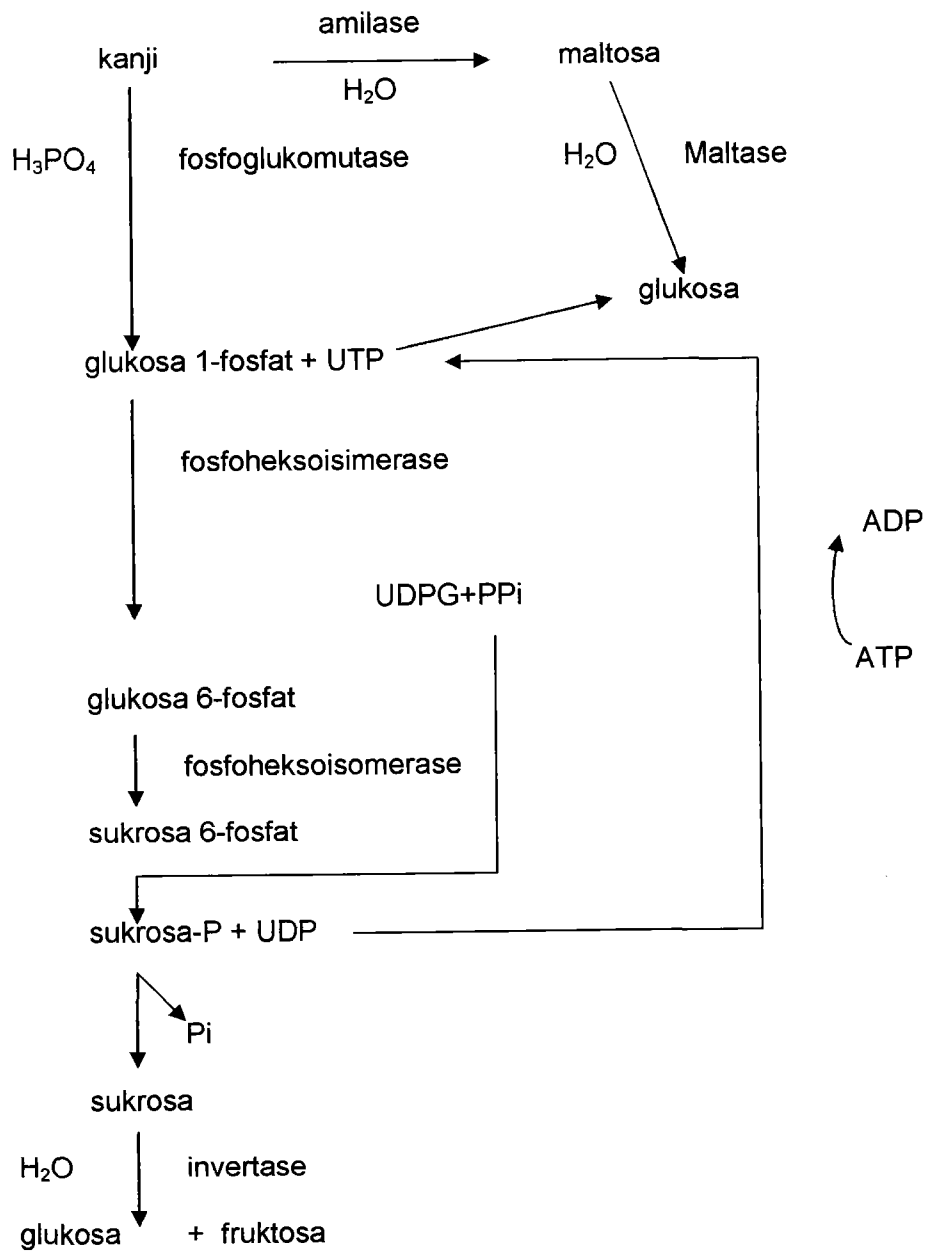 amilase
kanji
maltosa
H₂O
H₃PO₄
fosfoglukomutase
H₂O
Maltase
glukosa
glukosa 1-fosfat + UTP
fosfoheksoisimerase
ADP
UDPG+PPi
ATP
glukosa 6-fosfat
fosfoheksoisomerase
sukrosa 6-fosfat
sukrosa-P + UDP
Pi
sukrosa
H₂O
invertase
glukosa + fruktosa